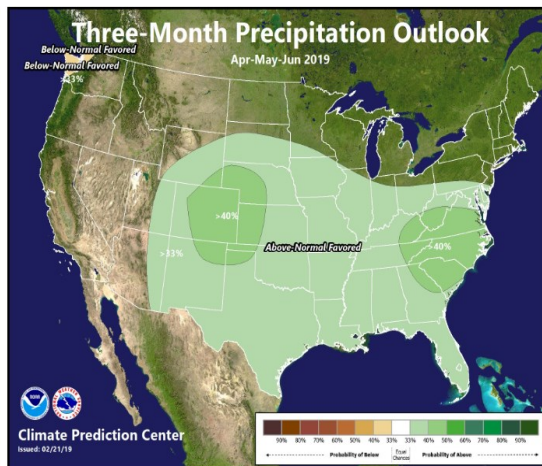 Three-Month Precipitation Outlook
Apr-May-Jun 2019
Below-Normal Favored
Below-Normal Favored
>33%
>40%
>33%
Above-Normal Favored
>40%
NOAA
Climate Prediction Center
Issued: 02/21/19
90% 80% 70% 60% 50% 40% 33% 33% 40% 50% 60% 70% 80% 90%
Probability of Below
Equal
Chances
Probability of Above